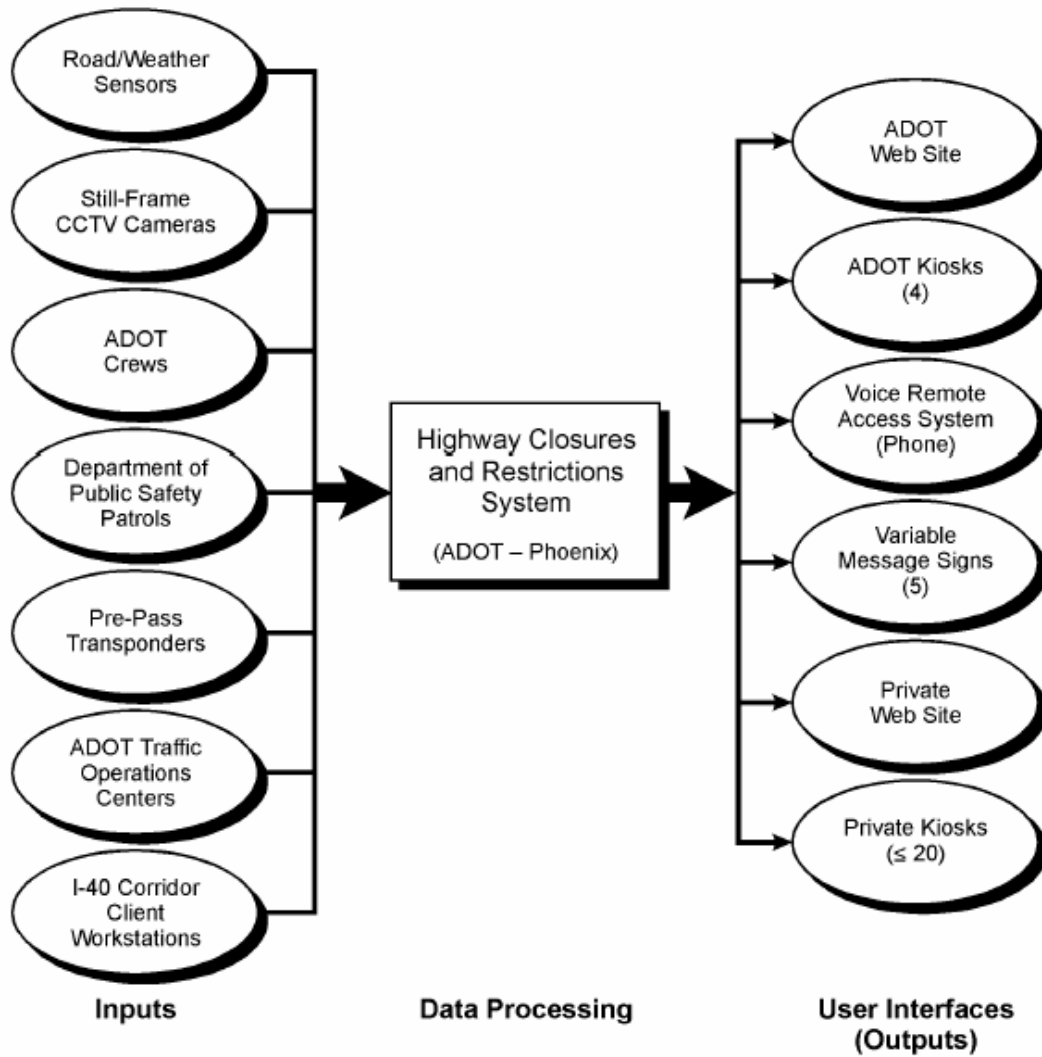 Road/Weather
Sensors
Still-Frame
CCTV Cameras
ADOT
Crews
Department of
Public Safety
Patrols
Pre-Pass
Transponders
ADOT Traffic
Operations
Centers
I-40 Corridor
Client
Workstations
Inputs
Highway Closures
and Restrictions
System
(ADOT – Phoenix)
Data Processing
ADOT
Web Site
ADOT Kiosks
(4)
Voice Remote
Access System
(Phone)
Variable
Message Signs
(5)
Private
Web Site
Private Kiosks
(≤ 20)
User Interfaces
(Outputs)